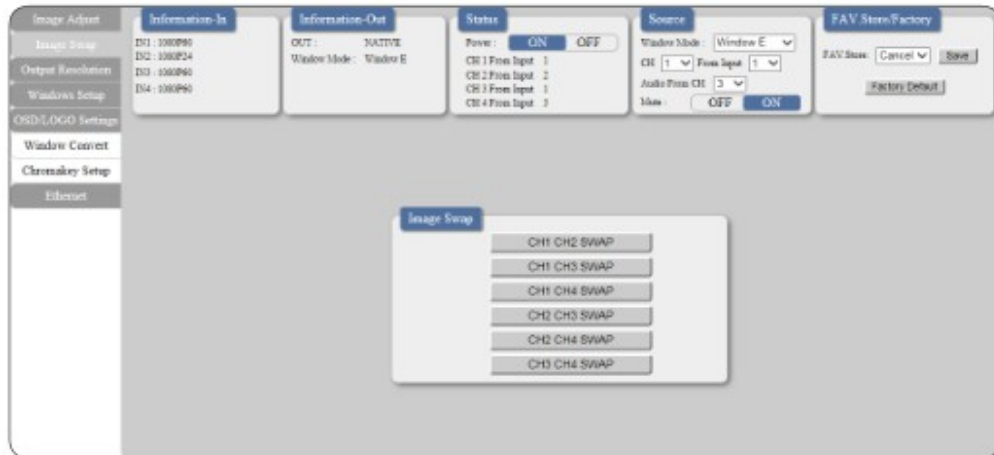 Image Adjust
Image Swap
Output Resolution
Windows Setup
OSD/LOGO Settings
Window Convert
Chromakey Setup
Ethernet
Information-In
IN1 : 1080P60
IN2 : 1080P24
IN3 : 1080P60
IN4 : 1080P60
Information-Out
OUT : NATIVE
Window Mode : Window E
Status
Power : ON OFF
CH 1 From Input 1
CH 2 From Input 2
CH 3 From Input 1
CH 4 From Input 3
Source
Window Mode : Window E
CH 1 From Input 1
Audio From CH 3
Mute : OFF ON
FAV.Store/Factory
FAV.Store: Cancel Save
Factory Default
Image Swap
CH1 CH2 SWAP
CH1 CH3 SWAP
CH1 CH4 SWAP
CH2 CH3 SWAP
CH2 CH4 SWAP
CH3 CH4 SWAP